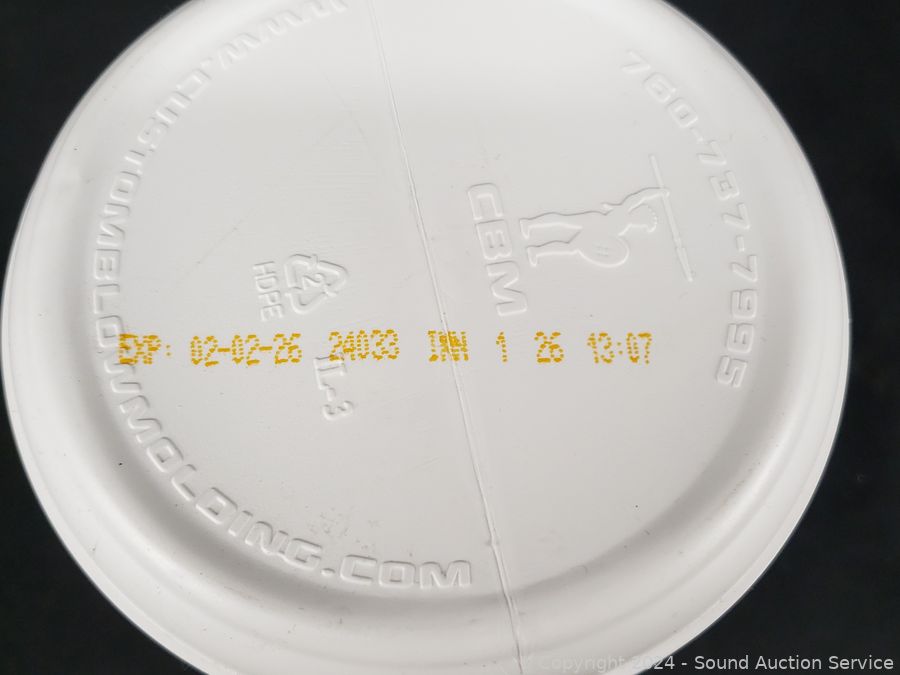 WWW.CUSTOMBLOWMOLDING.COM
760-737-7995
CBM
2
HDPE
EXP: 02-02-26 24033 INN 1 26 13:07
IL-3
Copyright 2024 - Sound Auction Service